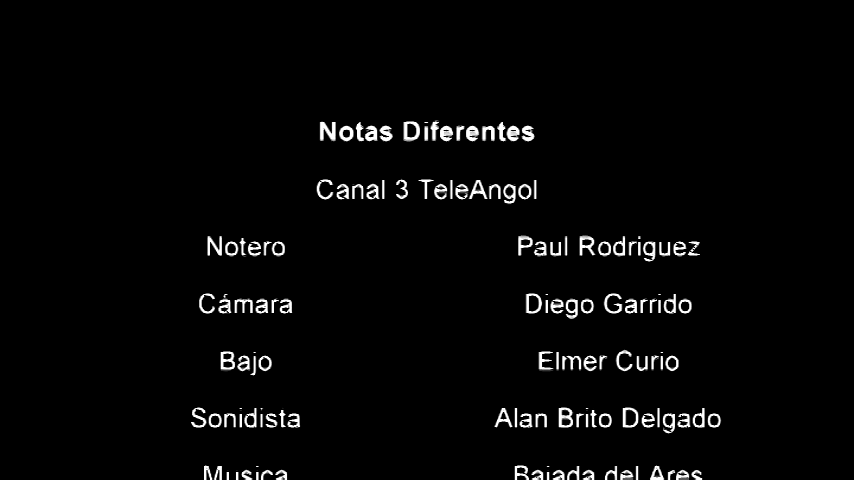 Notas Diferentes
Canal 3 TeleAngol
Notero Paul Rodriguez
Cámara Diego Garrido
Bajo Elmer Curio
Sonidista Alan Brito Delgado
Musica Bajada del Ares